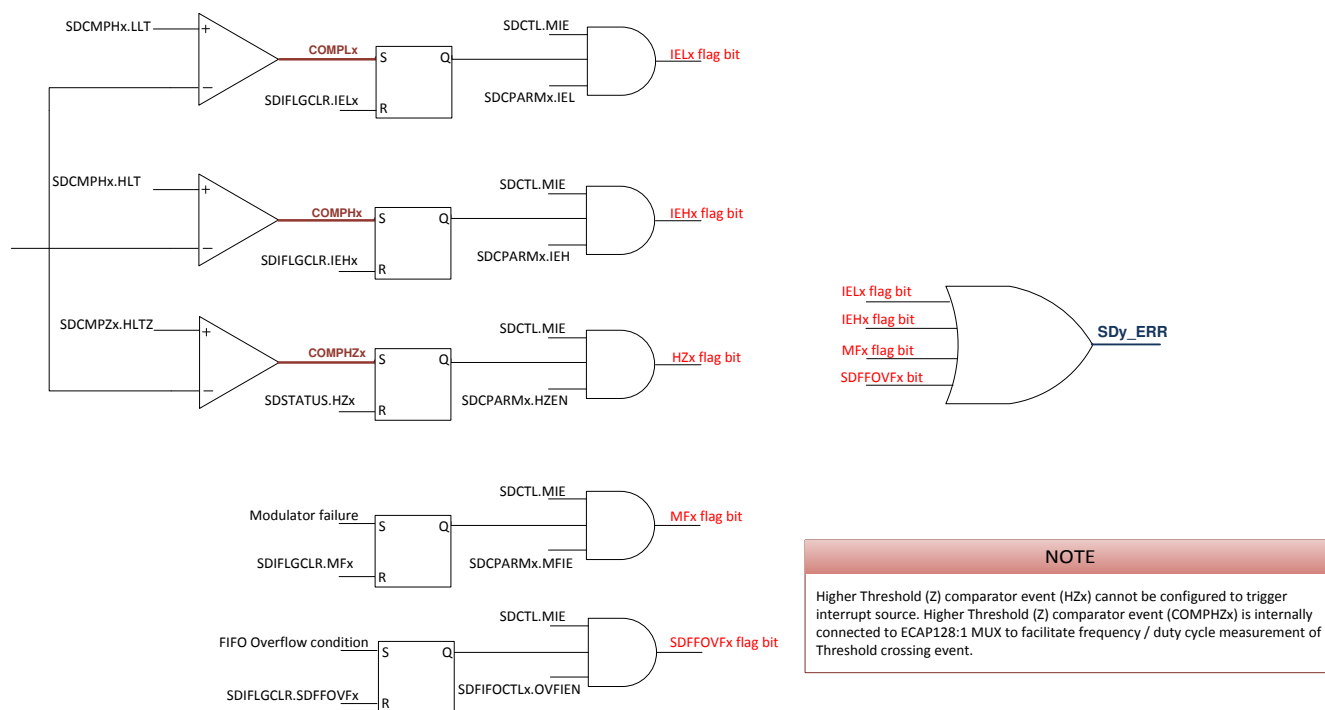 SDCMPHx.LLT
+
−
COMPLx
S
Q
R
SDIFLGCLR.IELx
SDCTL.MIE
SDCPARMx.IEL
IELx flag bit
SDCMPHx.HLT
+
−
COMPHx
S
Q
R
SDIFLGCLR.IEHx
SDCTL.MIE
SDCPARMx.IEH
IEHx flag bit
SDCMPZx.HLTZ
+
−
COMPHZx
S
Q
R
SDSTATUS.HZx
SDCTL.MIE
SDCPARMx.HZEN
HZx flag bit
Modulator failure
S
Q
R
SDIFLGCLR.MFx
SDCTL.MIE
SDCPARMx.MFIE
MFx flag bit
FIFO Overflow condition
S
Q
R
SDIFLGCLR.SDFFOVFx
SDCTL.MIE
SDFIFOCTLx.OVFIEN
SDFFOVFx flag bit
IELx flag bit
IEHx flag bit
MFx flag bit
SDFFOVFx bit
SDy_ERR
NOTE
Higher Threshold (Z) comparator event (HZx) cannot be configured to trigger
interrupt source. Higher Threshold (Z) comparator event (COMPHZx) is internally
connected to ECAP128:1 MUX to facilitate frequency / duty cycle measurement of
Threshold crossing event.